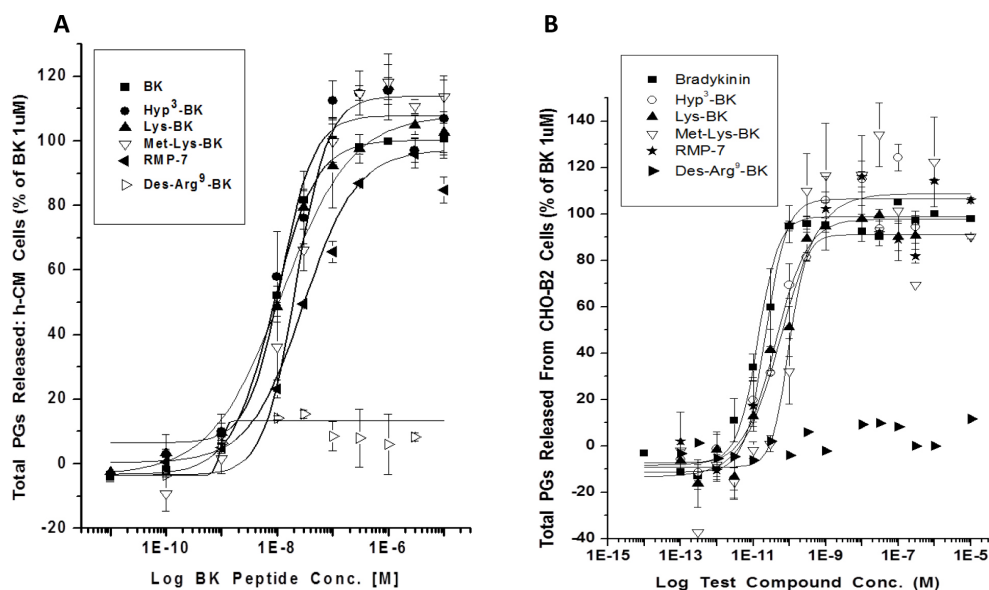 A
Total PGs Released: h-CM Cells (% of BK 1uM)
120
100
80
60
40
20
0
-20
BK
Hyp³-BK
Lys-BK
Met-Lys-BK
RMP-7
Des-Arg⁹-BK
1E-10
1E-8
1E-6
Log BK Peptide Conc. [M]
B
Total PGs Released From CHO-B2 Cells (% of BK 1uM)
160
140
120
100
80
60
40
20
0
-20
-40
Bradykinin
Hyp³-BK
Lys-BK
Met-Lys-BK
RMP-7
Des-Arg⁹-BK
1E-15
1E-13
1E-11
1E-9
1E-7
1E-5
Log Test Compound Conc. (M)